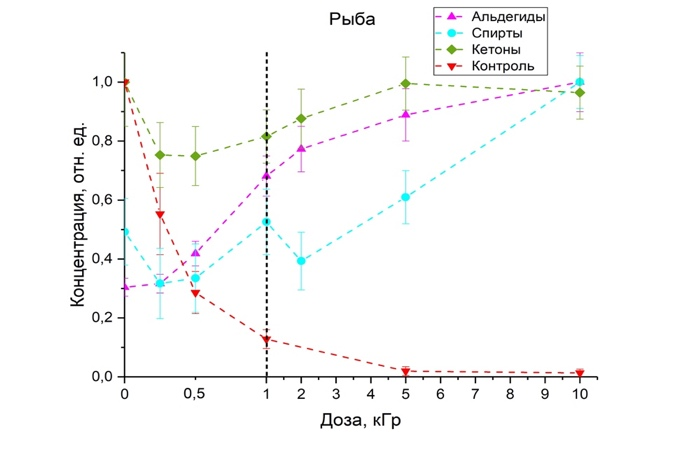 Рыба
Альдегиды
Спирты
Кетоны
Контроль
Концентрация, отн. ед.
1,0
0,8
0,6
0,4
0,2
0,0
0 0,5 1 2 3 4 5 6 7 8 9 10
Доза, кГр